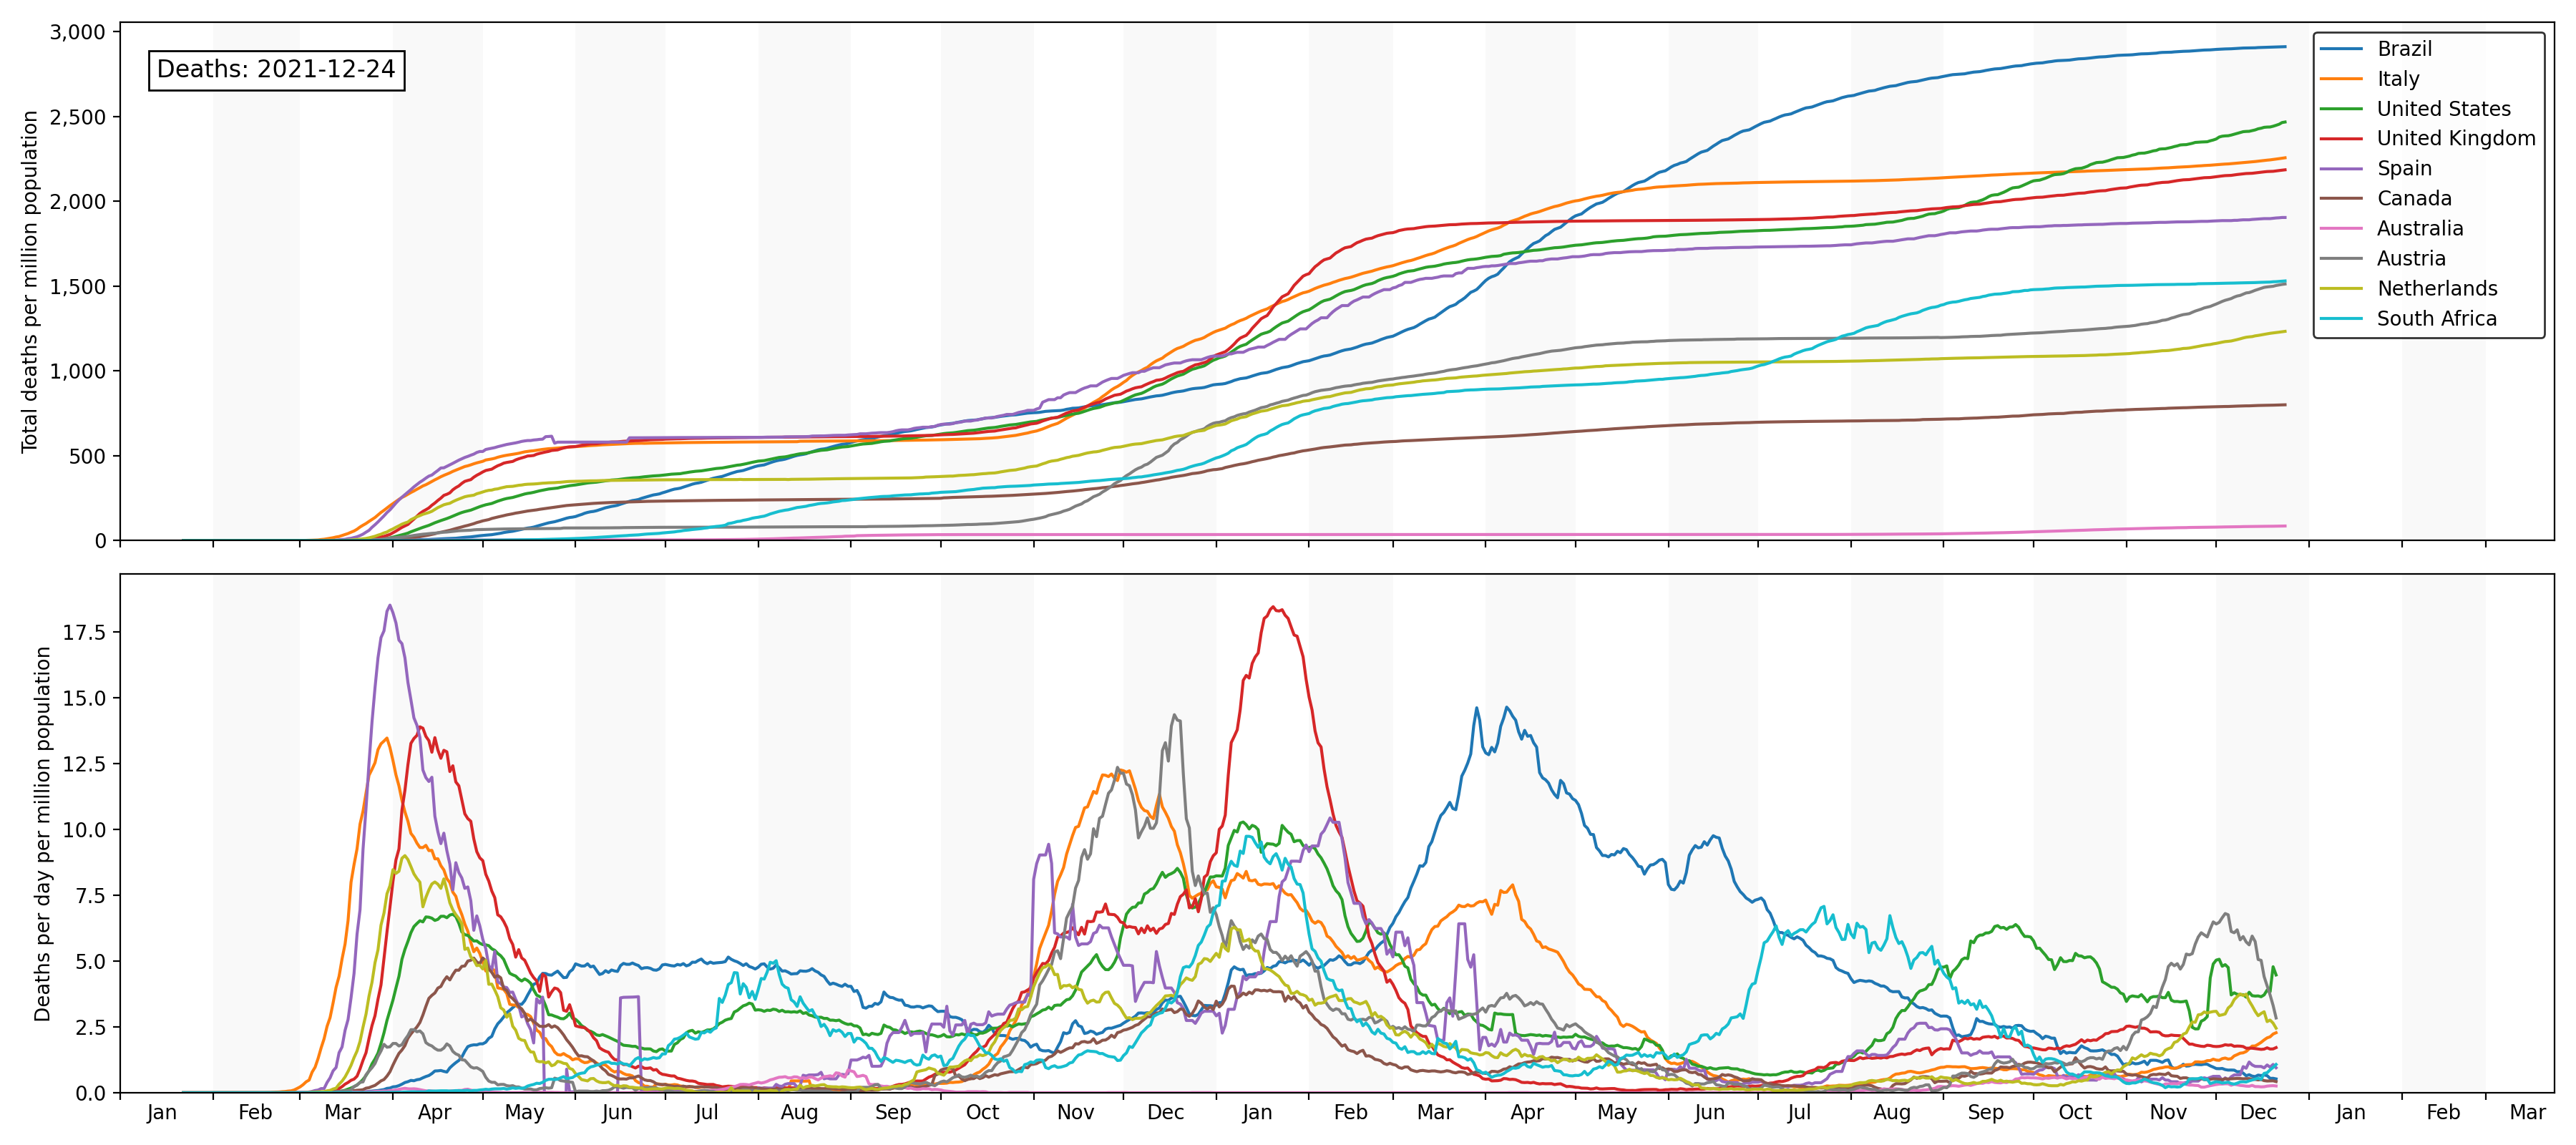 Deaths: 2021-12-24
Total deaths per million population
3,000
2,500
2,000
1,500
1,000
500
0
Brazil
Italy
United States
United Kingdom
Spain
Canada
Australia
Austria
Netherlands
South Africa
Deaths per day per million population
17.5
15.0
12.5
10.0
7.5
5.0
2.5
0.0
Jan Feb Mar Apr May Jun Jul Aug Sep Oct Nov Dec Jan Feb Mar Apr May Jun Jul Aug Sep Oct Nov Dec Jan Feb Mar